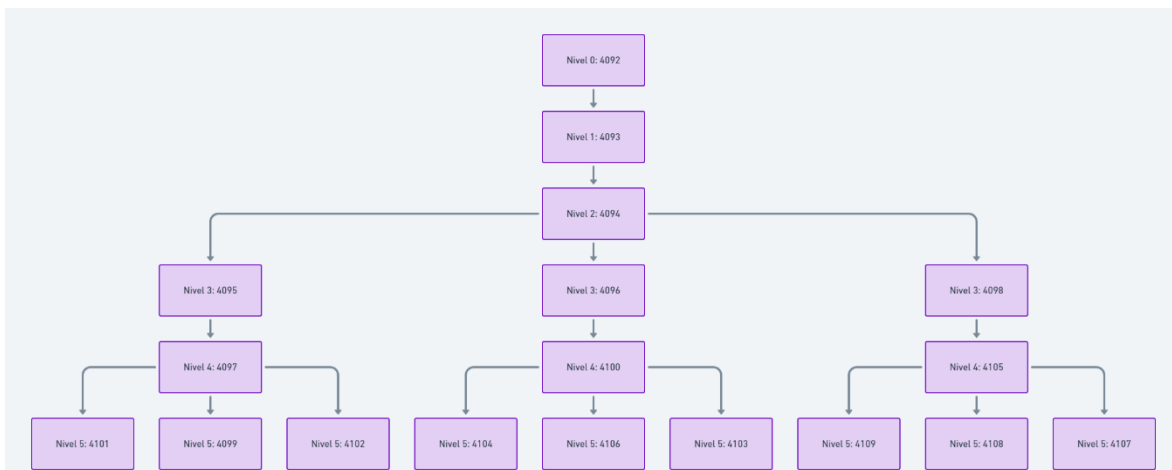 Nivel 0: 4092
Nivel 1: 4093
Nivel 2: 4094
Nivel 3: 4095
Nivel 3: 4096
Nivel 3: 4098
Nivel 4: 4097
Nivel 4: 4100
Nivel 4: 4105
Nivel 5: 4101
Nivel 5: 4099
Nivel 5: 4102
Nivel 5: 4104
Nivel 5: 4106
Nivel 5: 4103
Nivel 5: 4109
Nivel 5: 4108
Nivel 5: 4107